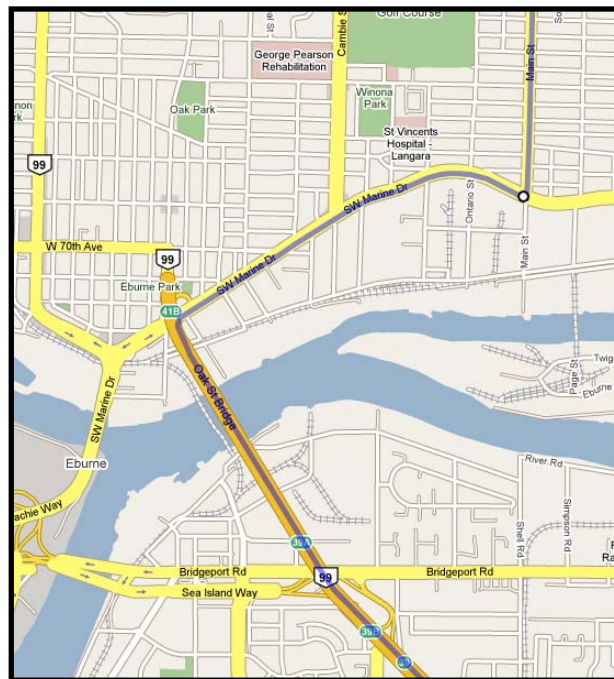 Golf Course
Cambie S
Main St
George Pearson
Rehabilitation
Oak Park
Winona
Park
St Vincents
Hospital -
Langara
99
SW Marine Dr
Ontario St
W 70th Ave
99
SW Marine Dr
Main St
Eburne Park
41B
SW Marine Dr
Oak St Bridge
Page St
Twig
Eburne
Eburne
River Rd
achie Way
Shell Rd
Simpson Rd
39A
Bridgeport Rd
99
Bridgeport Rd
Sea Island Way
39B